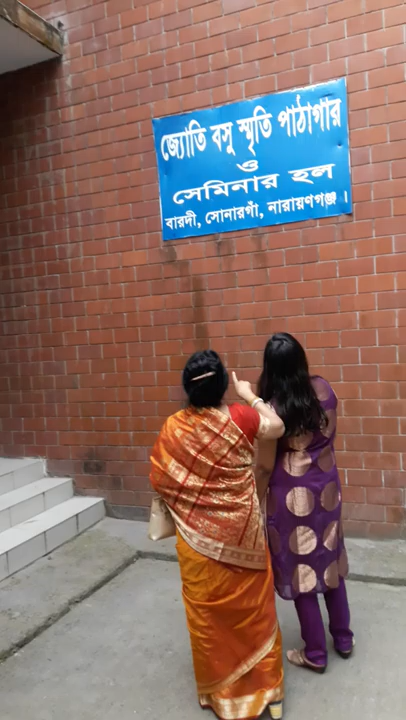 জ্যোতি বসু স্মৃতি পাঠাগার
ও
সেমিনার হল
বারদী, সোনারগাঁ, নারায়ণগঞ্জ ।